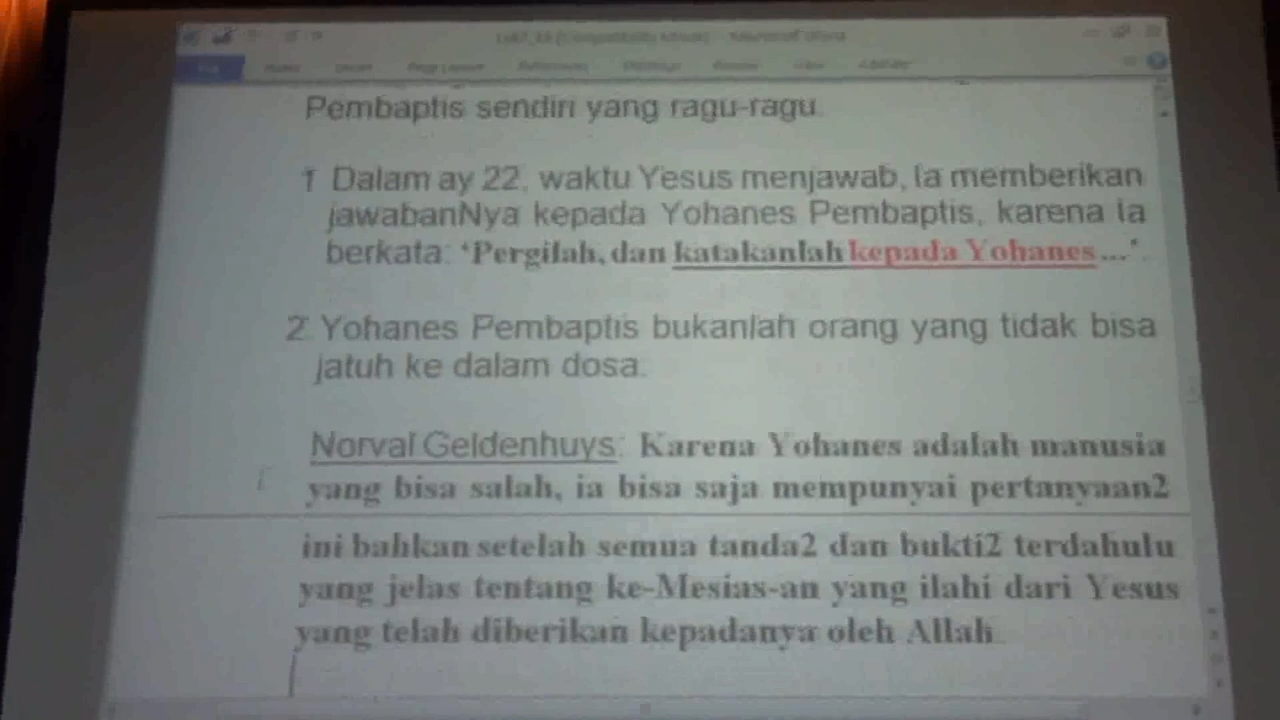 File
Pembaptis sendiri yang ragu-ragu.
1. Dalam ay 22, waktu Yesus menjawab, Ia memberikan
jawabanNya kepada Yohanes Pembaptis, karena Ia
berkata: ‘Pergilah, dan katakanlah kepada Yohanes ...’.
2. Yohanes Pembaptis bukanlah orang yang tidak bisa
jatuh ke dalam dosa.
Norval Geldenhuys: Karena Yohanes adalah manusia
yang bisa salah, ia bisa saja mempunyai pertanyaan2
ini bahkan setelah semua tanda2 dan bukti2 terdahulu
yang jelas tentang ke-Mesias-an yang ilahi dari Yesus
yang telah diberikan kepadanya oleh Allah.